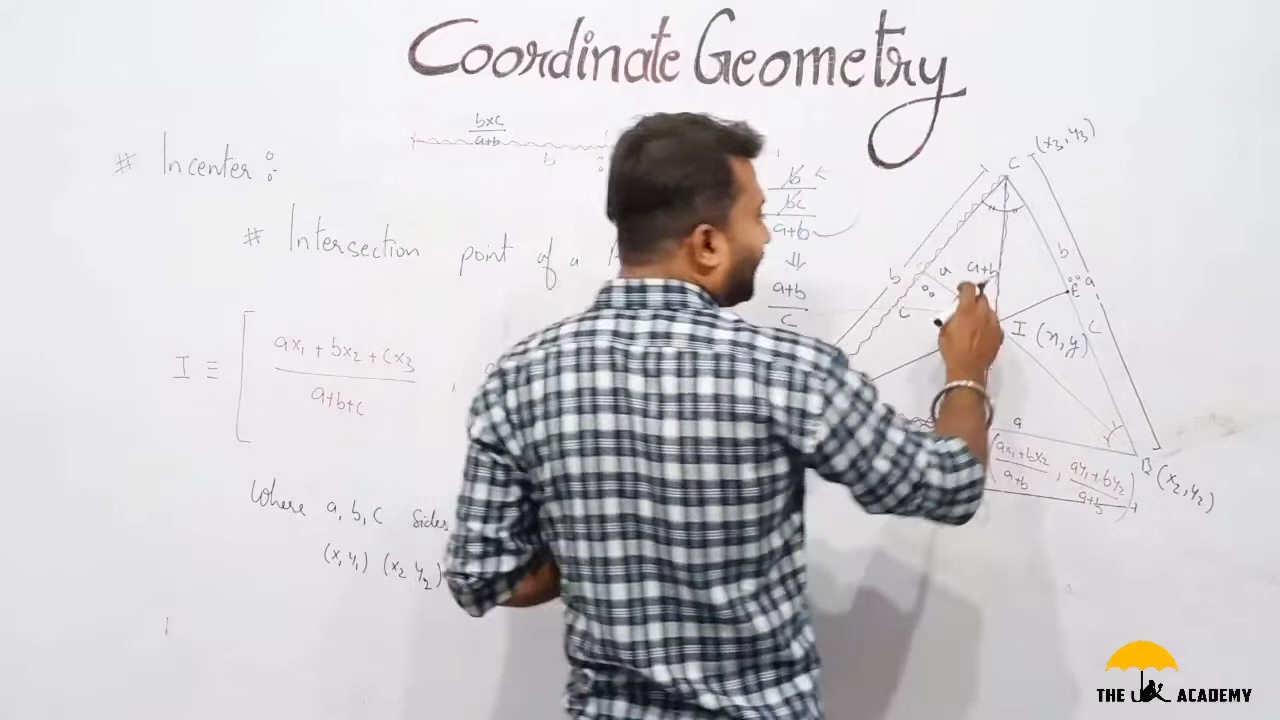 Coordinate Geometry
# Incenter :
b×c
a+b
b
# Intersection point of a
I ≡ [ ax₁ + bx₂ + cx₃
a+b+c
,
Where a, b, c sides
(x₁ y₁) (x₂ y₂)
b
bc
a+b
⇓
a+b
c
C (x₃, y₃)
b
a
b
a
a+b
E
c
c
I (x, y)
a
B (x₂, y₂)
(ax₁+bx₂
a+b
, ay₁+by₂
a+b )
THE JK ACADEMY